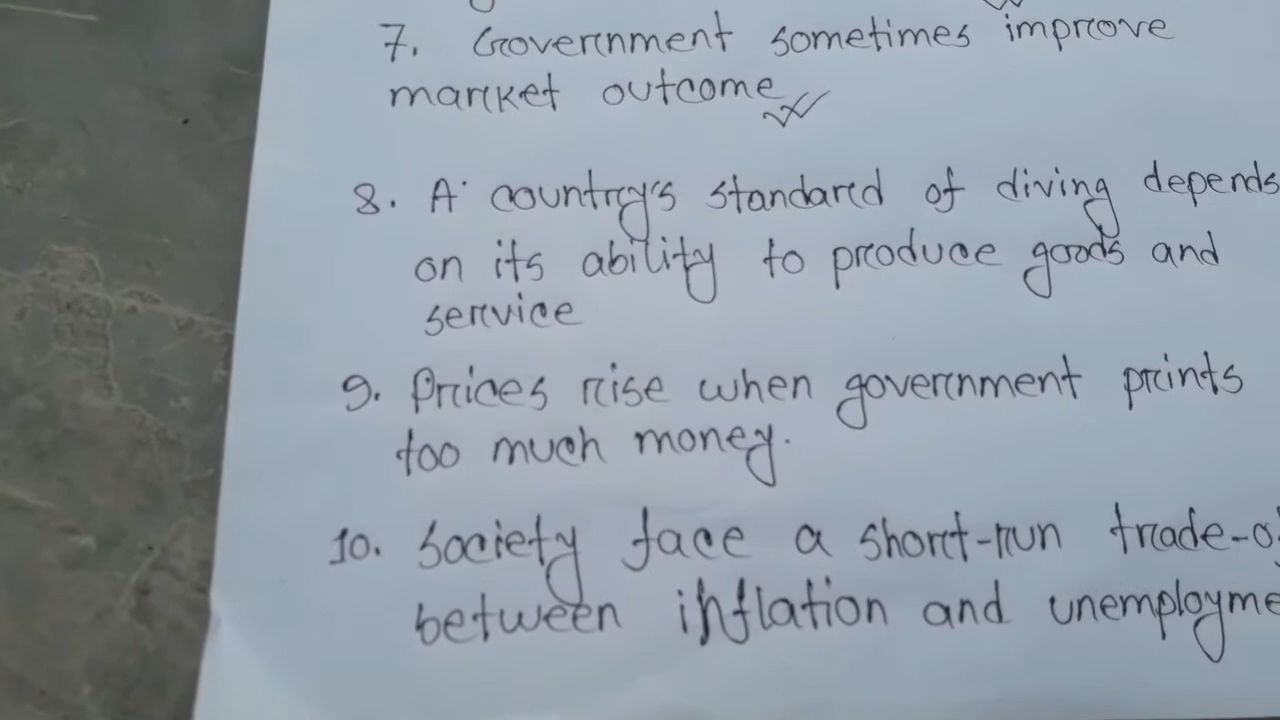 7. Government sometimes improve
market outcome
8. A country's standard of diving depends
on its ability to produce goods and
service
9. Prices rise when government prints
too much money.
10. Society face a short-run trade-o
between inflation and unemployme